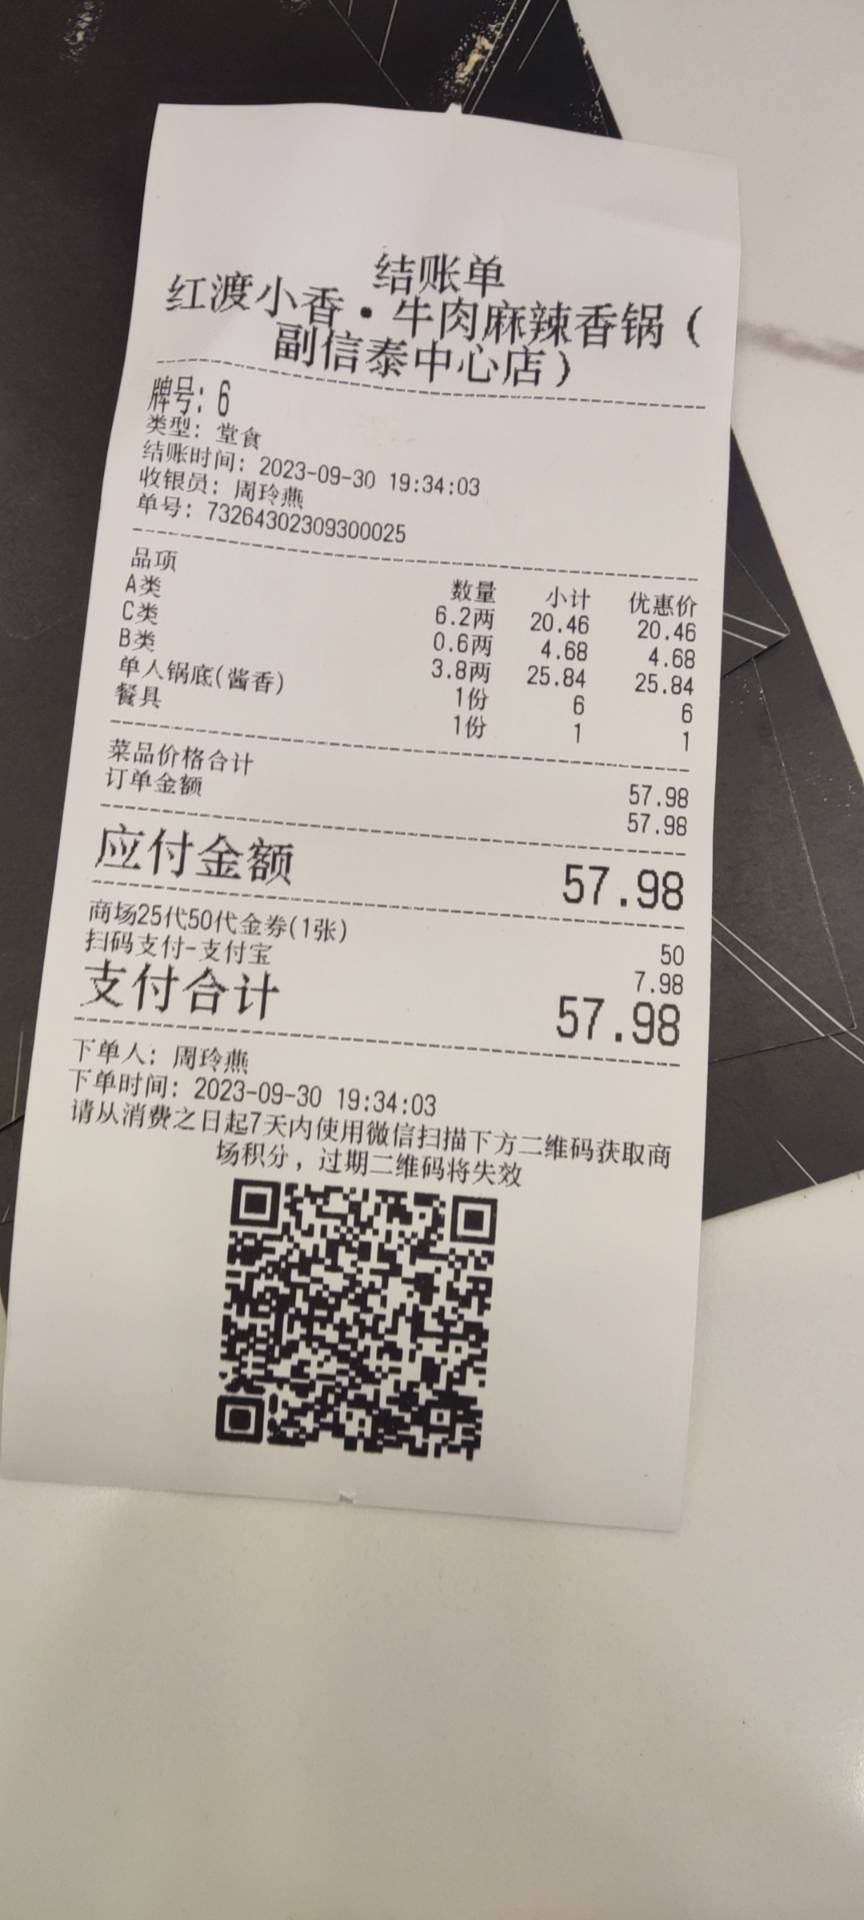 结账单
红渡小香·牛肉麻辣香锅（
副信泰中心店）
牌号: 6
类型: 堂食
结账时间: 2023-09-30 19:34:03
收银员: 周玲燕
单号: 73264302309300025
品项 数量 小计 优惠价
A类 6.2两 20.46 20.46
C类 0.6两 4.68 4.68
B类 3.8两 25.84 25.84
单人锅底(酱香) 1份 6 6
餐具 1份 1 1
菜品价格合计 57.98
订单金额 57.98
应付金额 57.98
商场25代50代金券(1张) 50
扫码支付-支付宝 7.98
支付合计 57.98
下单人: 周玲燕
下单时间: 2023-09-30 19:34:03
请从消费之日起7天内使用微信扫描下方二维码获取商
场积分，过期二维码将失效